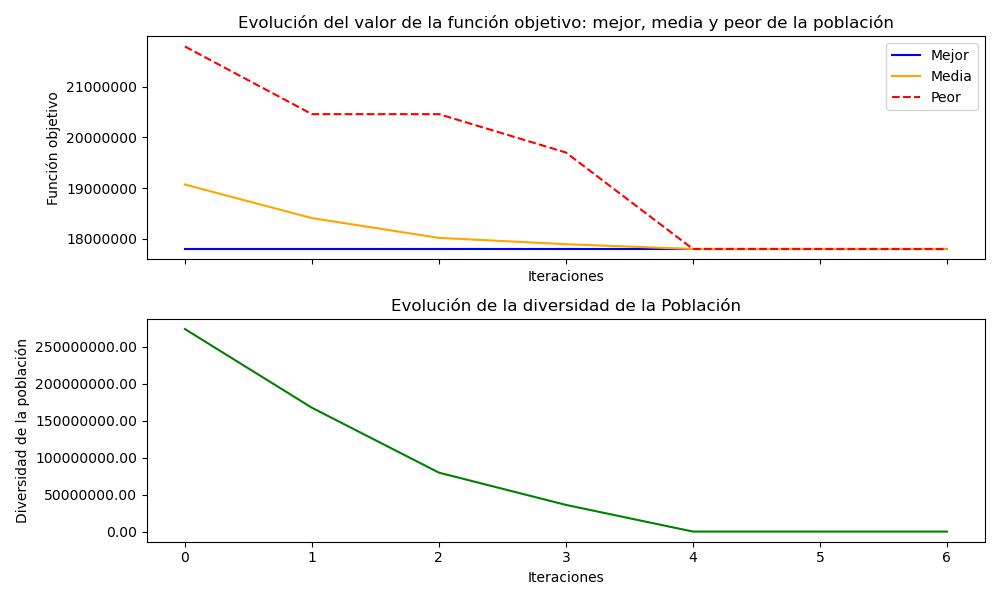 Evolución del valor de la función objetivo: mejor, media y peor de la población
Función objetivo
21000000
20000000
19000000
18000000
Mejor
Media
Peor
Iteraciones
Evolución de la diversidad de la Población
Diversidad de la población
250000000.00
200000000.00
150000000.00
100000000.00
50000000.00
0.00
0 1 2 3 4 5 6
Iteraciones